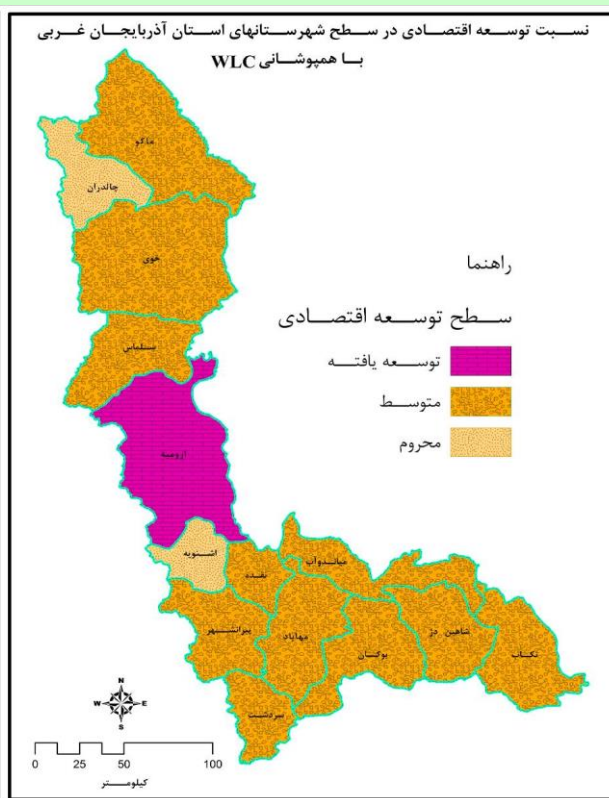 نسبت توسعه اقتصادی در سطح شهرستانهای استان آذربایجان غربی
با همپوشانی WLC
ماکو
چالدران
خوی
سلماس
ارومیه
اشنویه
نقده
میاندوآب
پیرانشهر
مهاباد
بوکان
شاهین دژ
تکاب
سردشت
راهنما
سطح توسعه اقتصادی
توسعه یافته
متوسط
محروم
N
W E
S
0 25 50 100
کیلومتر